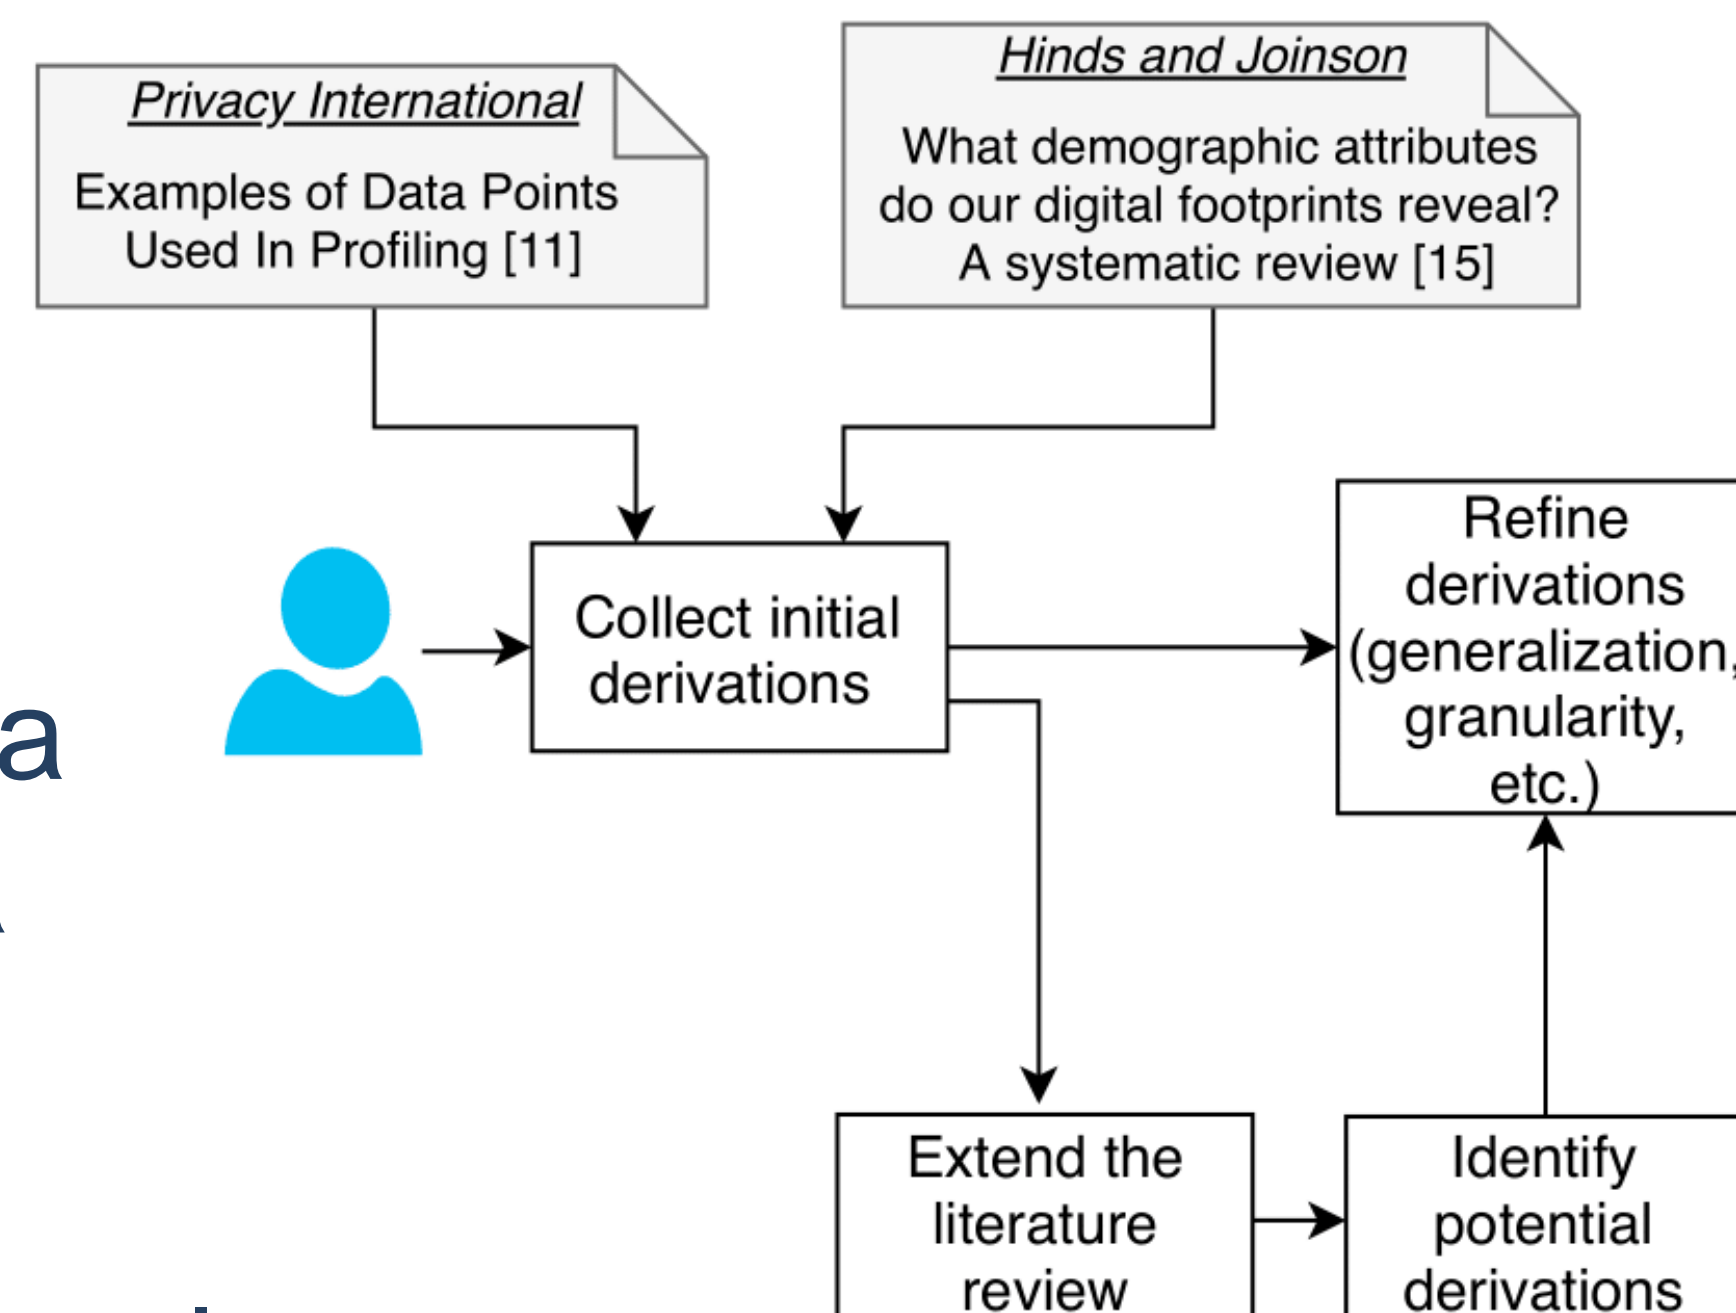 Privacy International
Examples of Data Points
Used In Profiling [11]
Hinds and Joinson
What demographic attributes
do our digital footprints reveal?
A systematic review [15]
Collect initial
derivations
Refine
derivations
(generalization,
granularity,
etc.)
a
Extend the
literature
review
Identify
potential
derivations